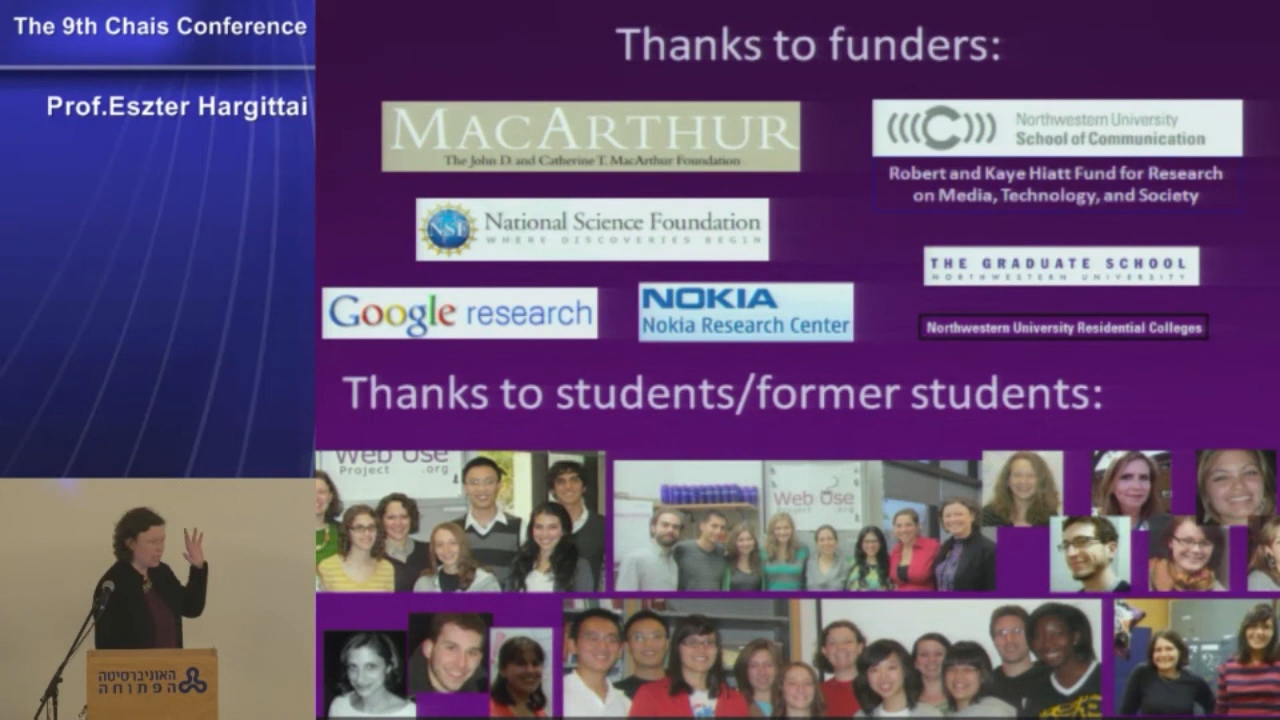 The 9th Chais Conference
Prof.Eszter Hargittai
Thanks to funders:
MACARTHUR
The John D. and Catherine T. MacArthur Foundation
Northwestern University
School of Communication
Robert and Kaye Hiatt Fund for Research
on Media, Technology, and Society
NSF
National Science Foundation
WHERE DISCOVERIES BEGIN
THE GRADUATE SCHOOL
NORTHWESTERN UNIVERSITY
Google research
NOKIA
Nokia Research Center
Northwestern University Residential Colleges
Thanks to students/former students:
Web Use
Project .org
Web Use
Project .org
האוניברסיטה
הפתוחה